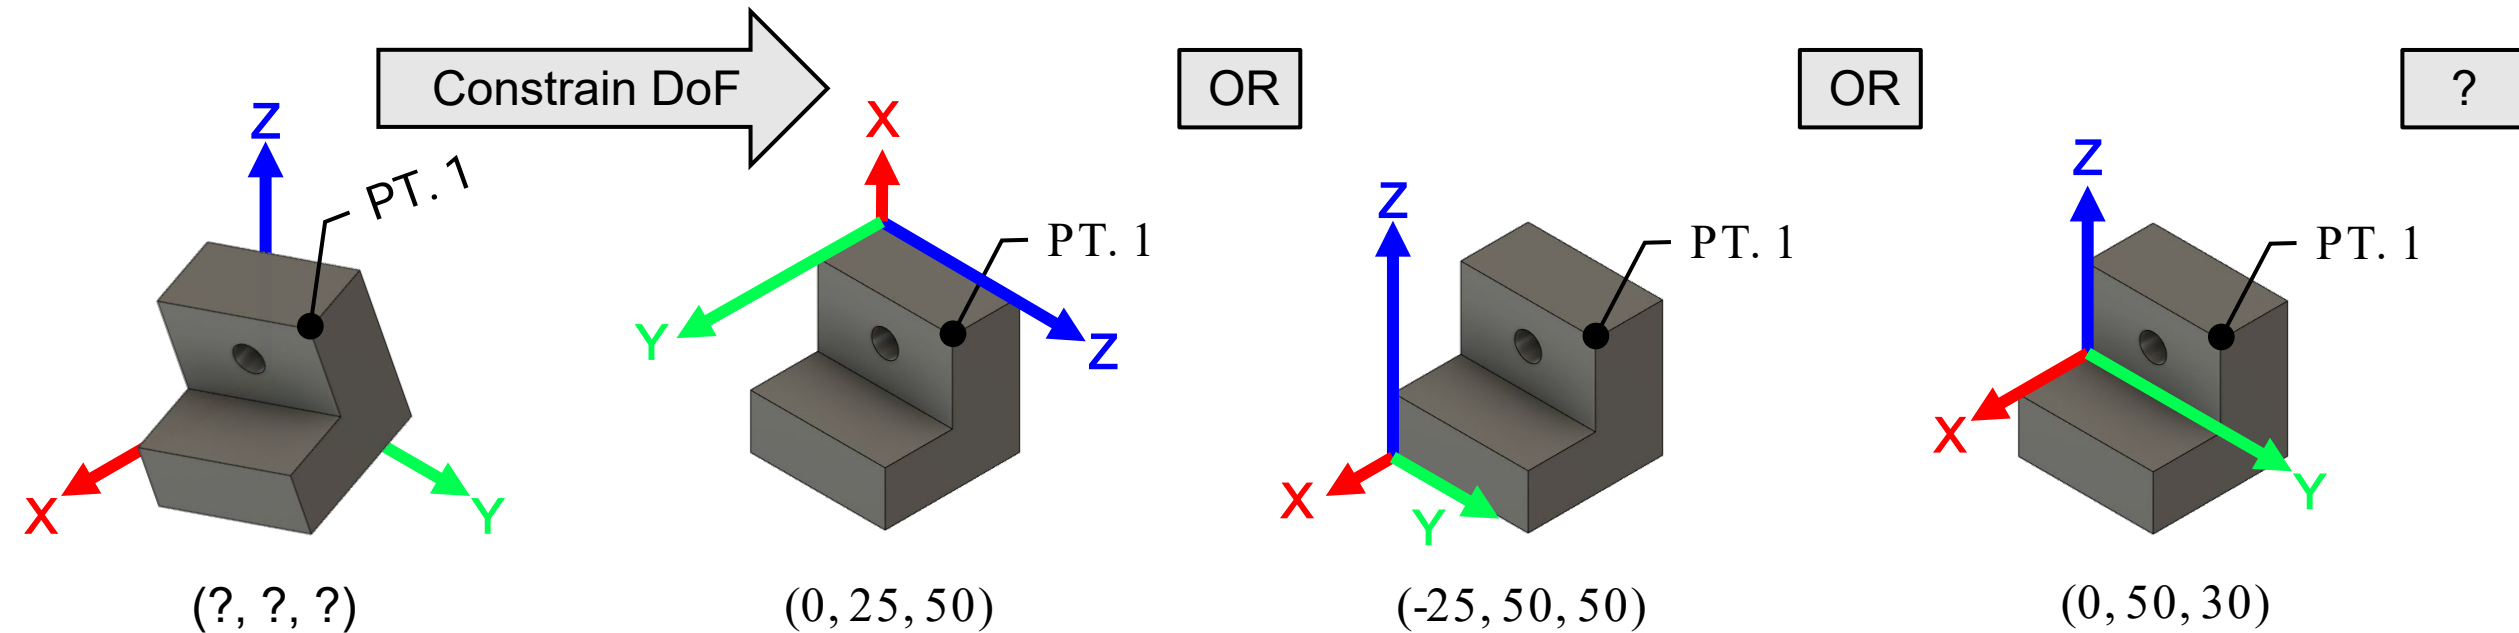 Constrain DoF
OR
OR
?
Z
PT. 1
X
Y
X
Y
Z
PT. 1
Z
X
Y
PT. 1
Z
X
Y
PT. 1
(?, ?, ?)
(0, 25, 50)
(-25, 50, 50)
(0, 50, 30)